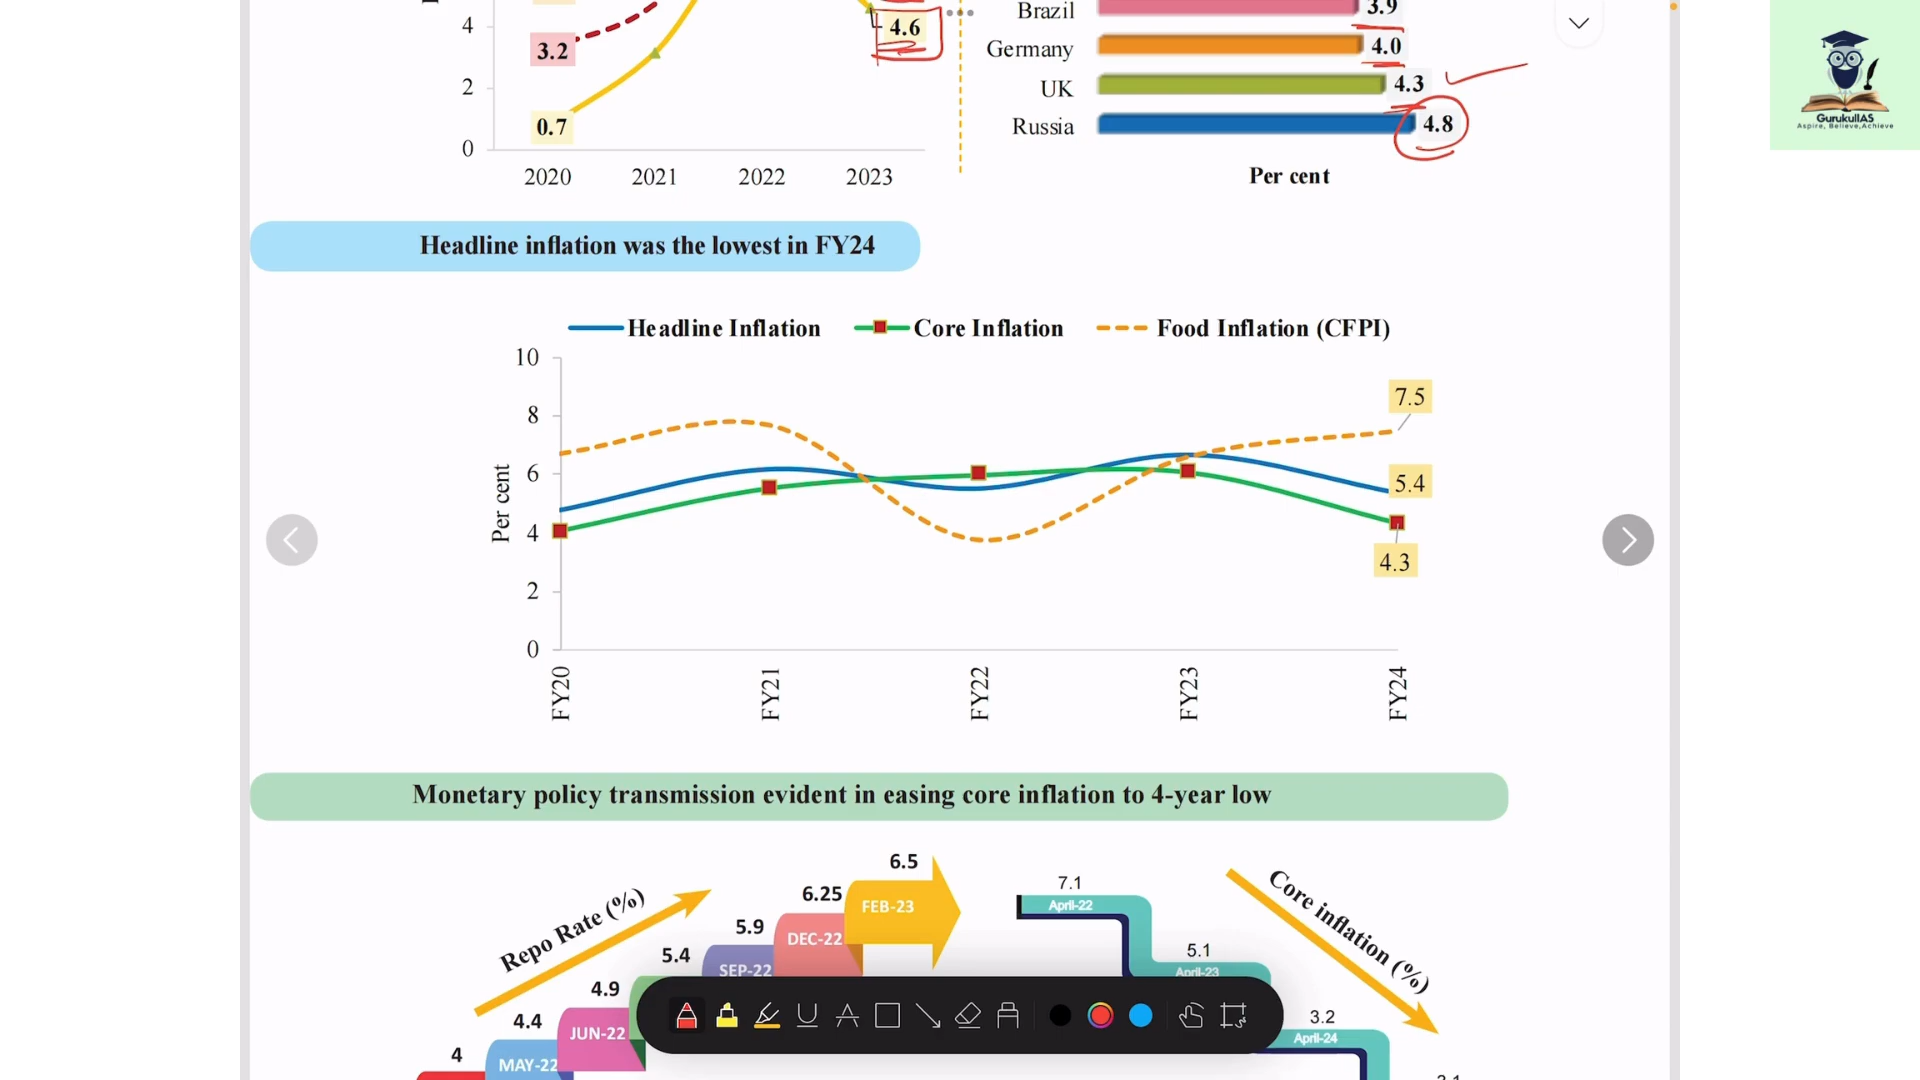 4
3.2
2
0.7
0
2020 2021 2022 2023
4.6
Brazil 3.9
Germany 4.0
UK 4.3
Russia 4.8
Per cent
GurukulIAS
Aspire, Believe,Achieve
Headline inflation was the lowest in FY24
Headline Inflation Core Inflation Food Inflation (CFPI)
Per cent
10
8
6
4
2
0
7.5
5.4
4.3
FY20 FY21 FY22 FY23 FY24
Monetary policy transmission evident in easing core inflation to 4-year low
Repo Rate (%)
4
4.4
MAY-22
4.9
JUN-22
5.4
5.9
SEP-22
6.25
DEC-22
6.5
FEB-23
Core inflation (%)
7.1
April-22
5.1
April-23
3.2
April-24